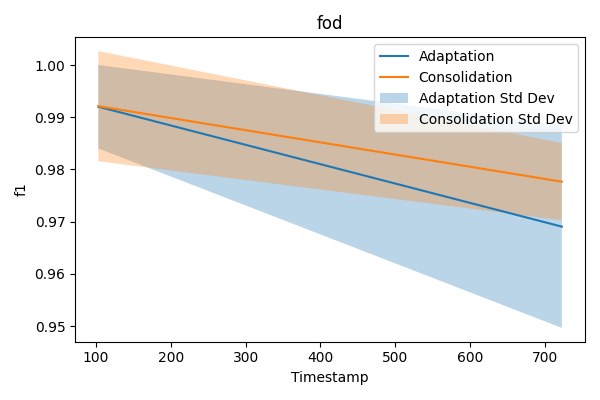 fod
Adaptation
Consolidation
Adaptation Std Dev
Consolidation Std Dev
1.00
0.99
0.98
0.97
0.96
0.95
f1
100 200 300 400 500 600 700
Timestamp